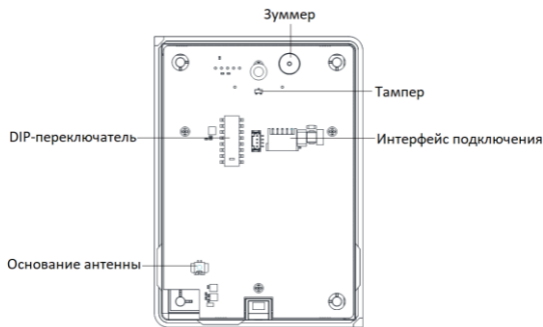 Зуммер
Тампер
DIP-переключатель
Интерфейс подключения
Основание антенны